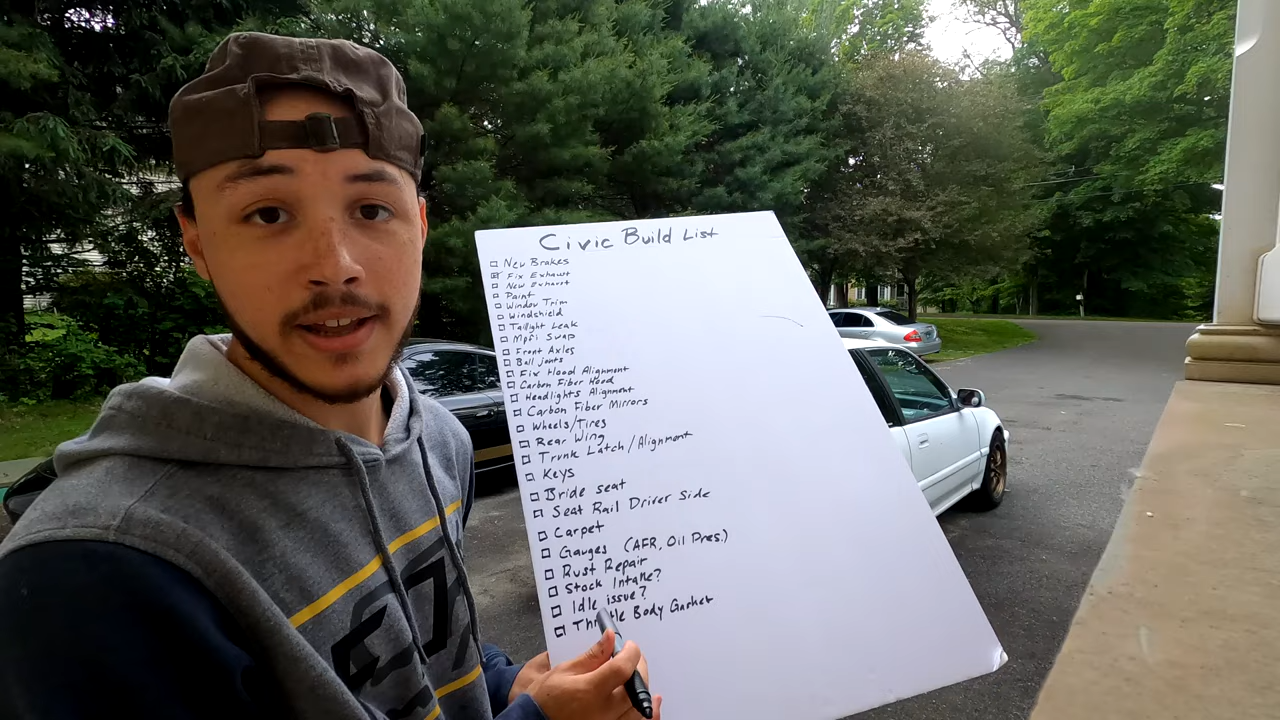 Civic Build List
New Brakes
Fix Exhaust
New Exhaust
Paint
Window Trim
Windshield
Taillight Leak
Mpfi Swap
Front Axles
Ball joints
Fix Hood Alignment
Carbon Fiber Hood
Headlights Alignment
Carbon Fiber Mirrors
Wheels/Tires
Rear Wing
Trunk Latch/Alignment
Keys
Bride seat
Seat Rail Driver Side
Carpet
Gauges (AFR, Oil Pres.)
Rust Repair
Stock Intake?
Idle issue?
Throttle Body Gasket